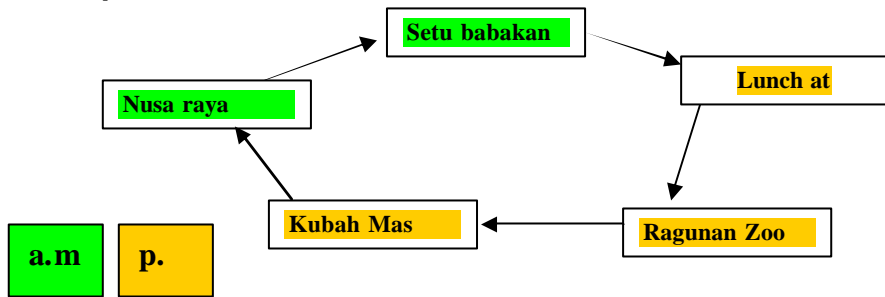 Setu babakan
Lunch at
Nusa raya
Kubah Mas
Ragunan Zoo
a.m
p.